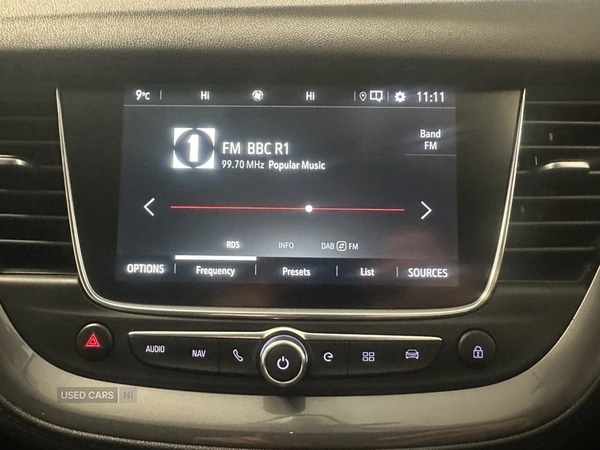 9°C HI HI 11:11
1 FM BBC R1
99.70 MHz Popular Music
Band
FM
RDS INFO DAB FM
OPTIONS Frequency Presets List SOURCES
AUDIO NAV
USED CARS NI